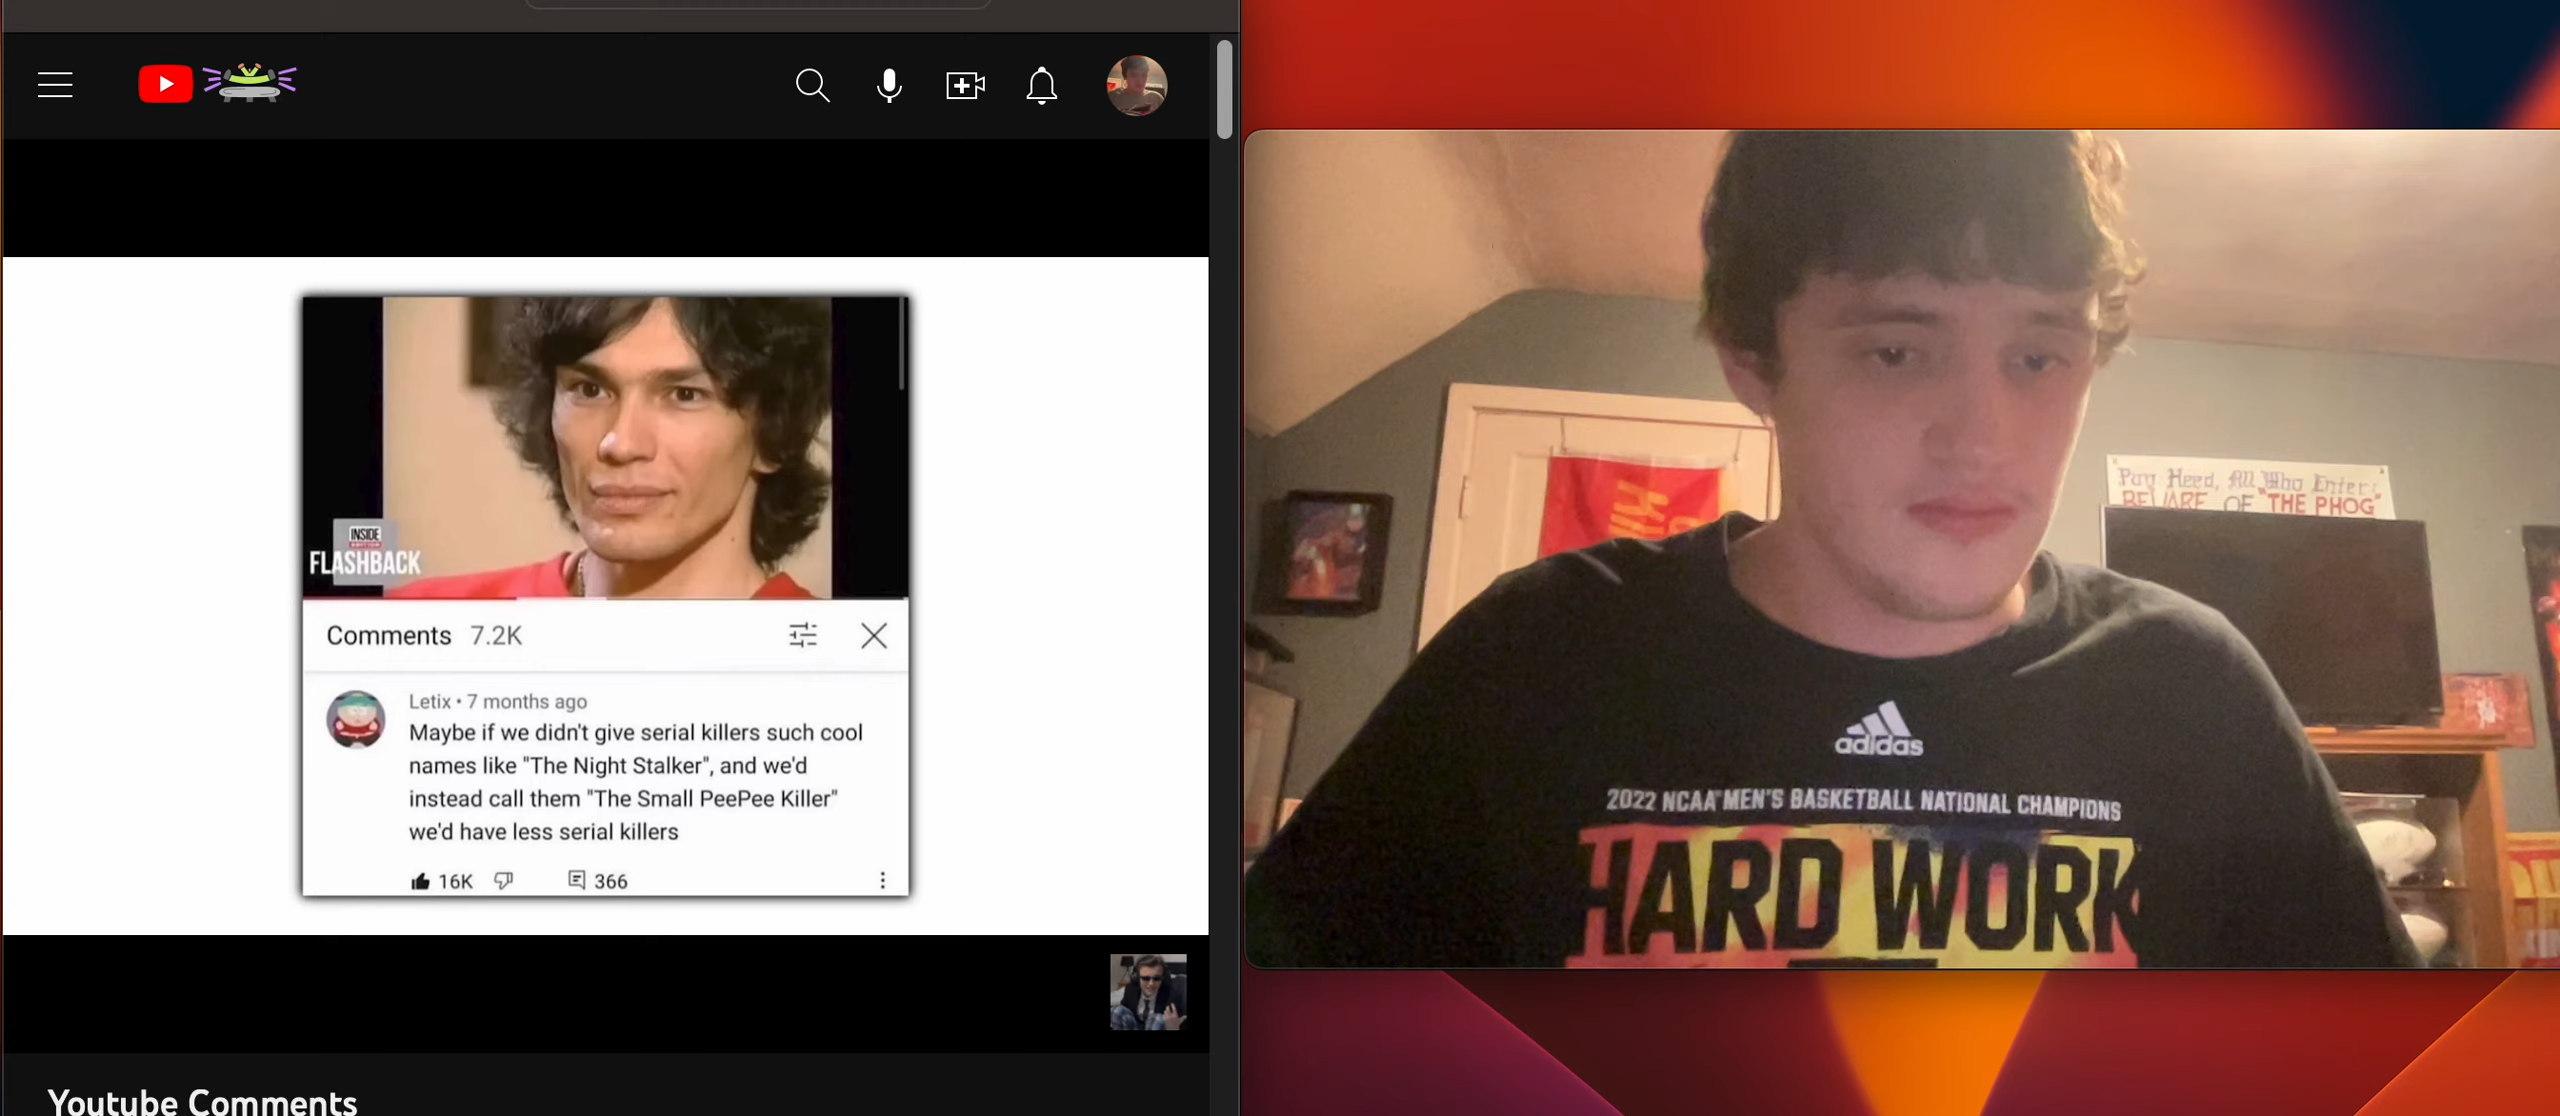 INSIDE
EDITION
FLASHBACK
Comments 7.2K
Letix • 7 months ago
Maybe if we didn't give serial killers such cool
names like "The Night Stalker", and we'd
instead call them "The Small PeePee Killer"
we'd have less serial killers
16K 366
Youtube Comments
Pay Heed, All Who Enter:
BEWARE OF "THE PHOG"
adidas
2022 NCAA MEN'S BASKETBALL NATIONAL CHAMPIONS
HARD WORK